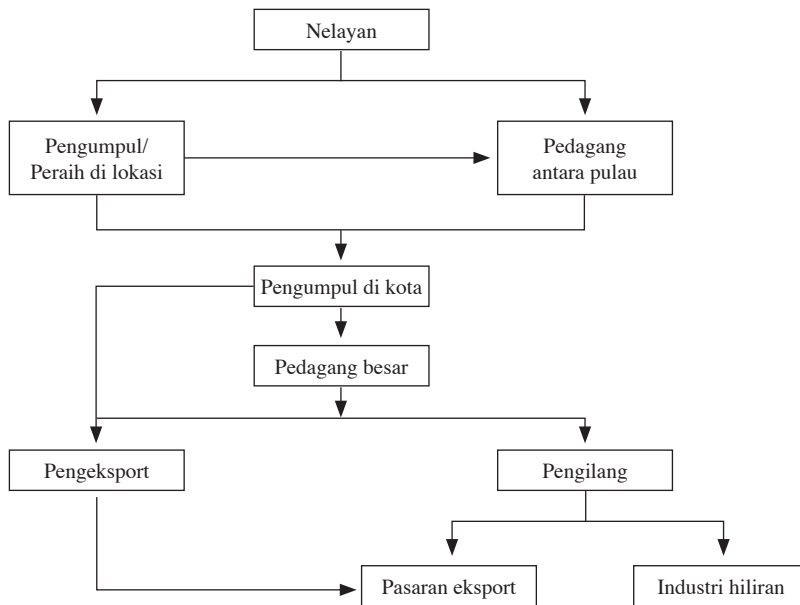 Nelayan
Pengumpul/
Peraih di lokasi
Pedagang
antara pulau
Pengumpul di kota
Pedagang besar
Pengeksport
Pengilang
Pasaran eksport
Industri hiliran